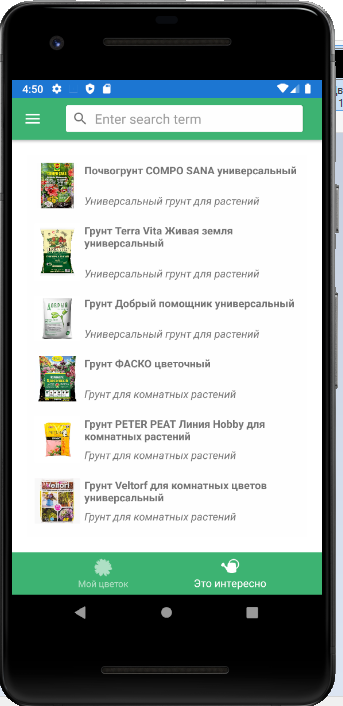 4:50
Enter search term
Почвогрунт COMPO SANA универсальный
Универсальный грунт для растений
Грунт Terra Vita Живая земля
универсальный
Универсальный грунт для растений
Грунт Добрый помощник универсальный
Универсальный грунт для растений
Грунт ФАСКО цветочный
Грунт для комнатных растений
Грунт PETER PEAT Линия Hobby для
комнатных растений
Грунт для комнатных растений
Veltorf
Грунт Veltorf для комнатных цветов
универсальный
Грунт для комнатных растений
Мой цветок
Это интересно